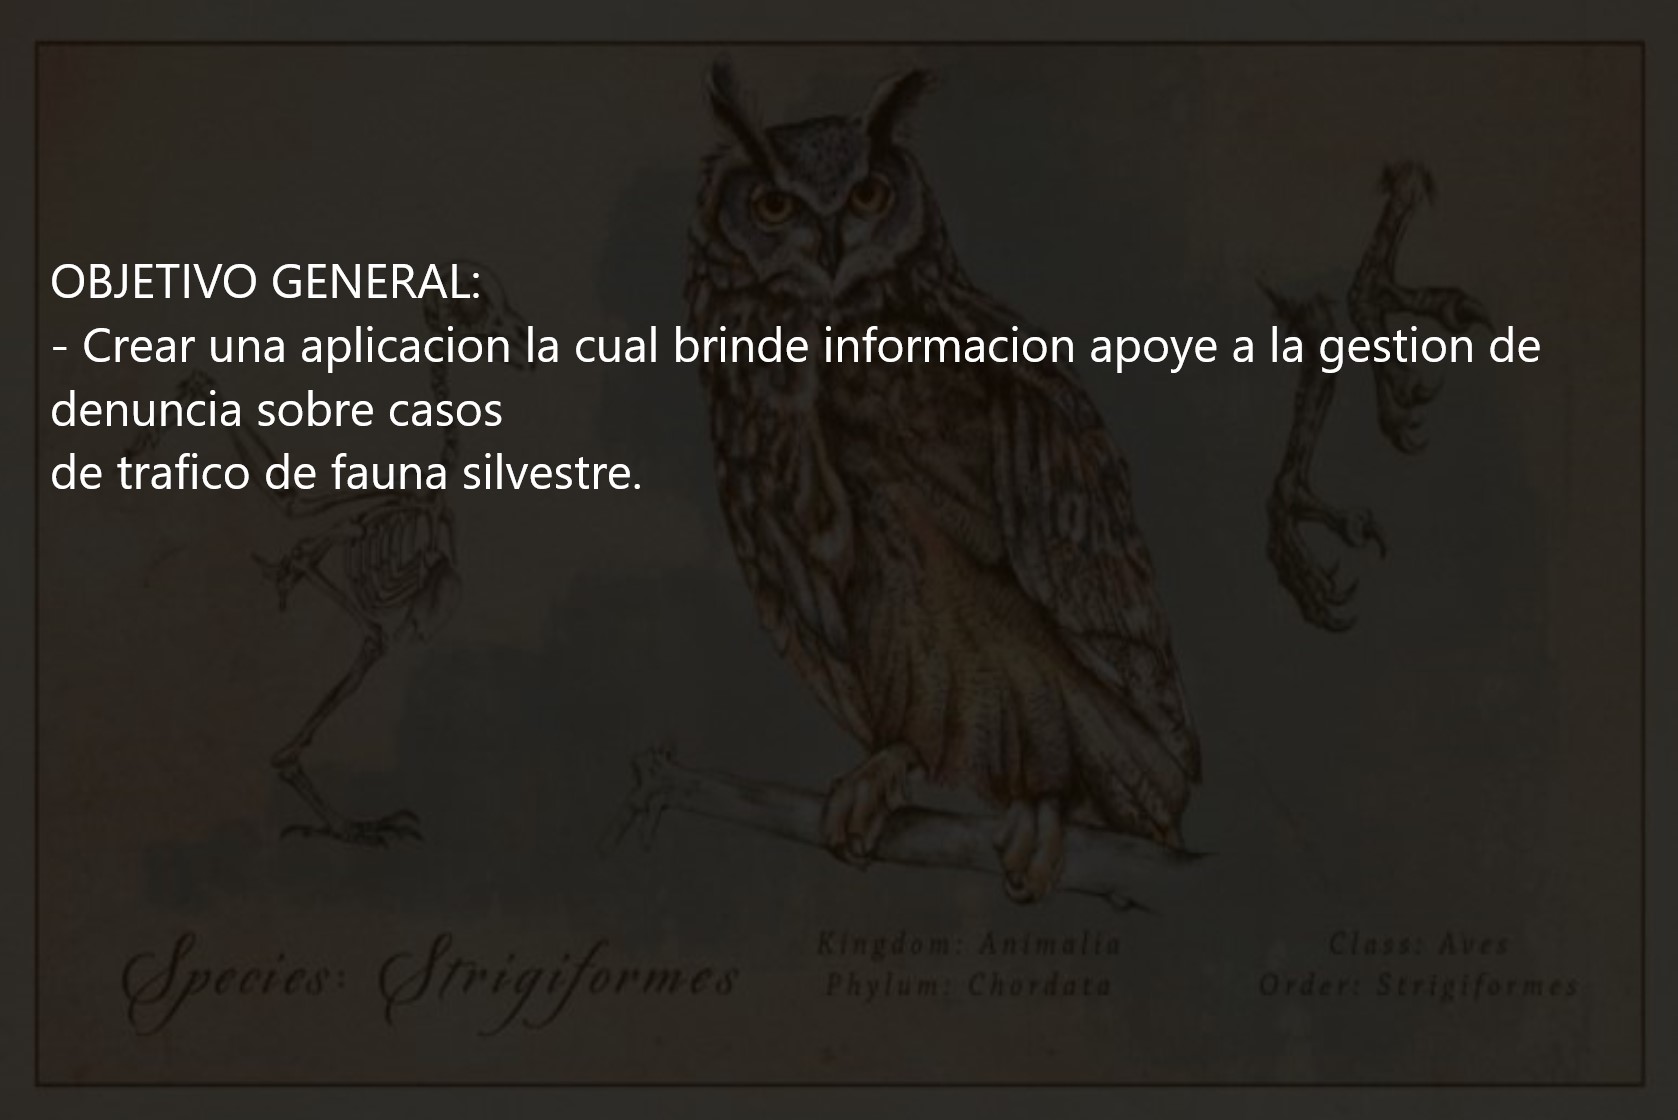 OBJETIVO GENERAL:
- Crear una aplicacion la cual brinde informacion apoye a la gestion de
denuncia sobre casos
de trafico de fauna silvestre.
Species: Strigiformes
Kingdom: Animalia
Phylum: Chordata
Class: Aves
Order: Strigiformes